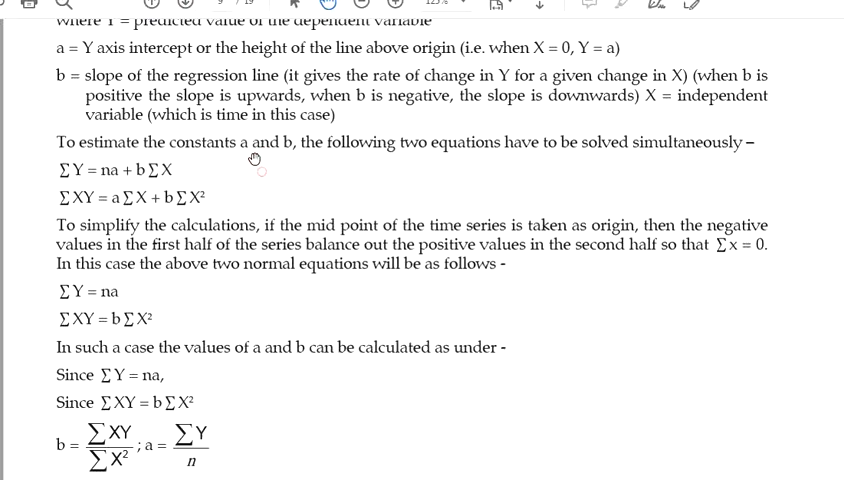 where Y = predicted value of the dependent variable
a = Y axis intercept or the height of the line above origin (i.e. when X = 0, Y = a)
b = slope of the regression line (it gives the rate of change in Y for a given change in X) (when b is
positive the slope is upwards, when b is negative, the slope is downwards) X = independent
variable (which is time in this case)
To estimate the constants a and b, the following two equations have to be solved simultaneously –
∑Y = na + b∑X
∑XY = a∑X + b∑X²
To simplify the calculations, if the mid point of the time series is taken as origin, then the negative
values in the first half of the series balance out the positive values in the second half so that ∑x = 0.
In this case the above two normal equations will be as follows -
∑Y = na
∑XY = b∑X²
In such a case the values of a and b can be calculated as under -
Since ∑Y = na,
Since ∑XY = b∑X²
b = ∑XY / ∑X² ; a = ∑Y / n